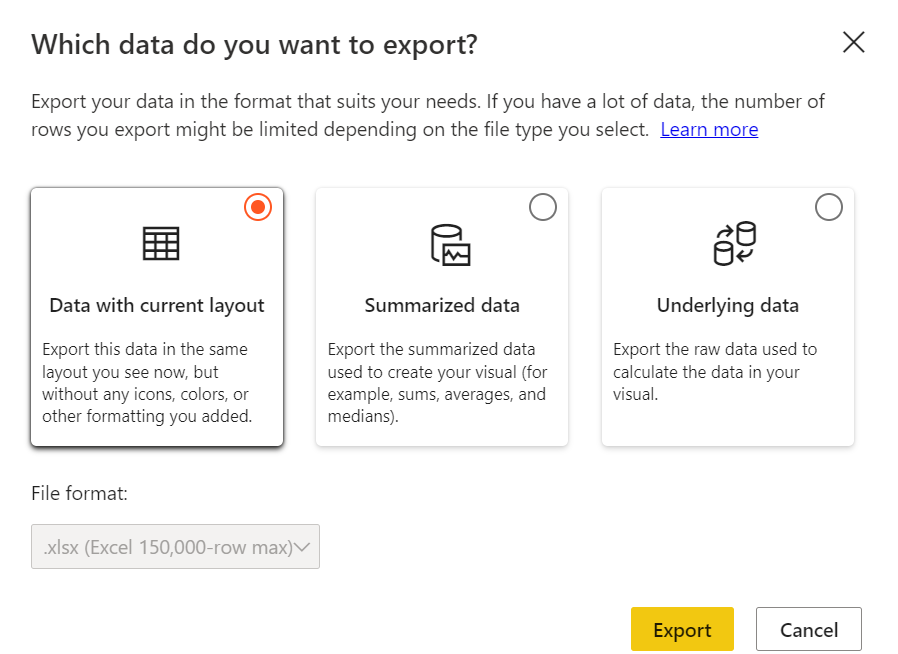 Which data do you want to export?
Export your data in the format that suits your needs. If you have a lot of data, the number of
rows you export might be limited depending on the file type you select. Learn more
Data with current layout
Export this data in the same
layout you see now, but
without any icons, colors, or
other formatting you added.
Summarized data
Export the summarized data
used to create your visual (for
example, sums, averages, and
medians).
Underlying data
Export the raw data used to
calculate the data in your
visual.
File format:
.xlsx (Excel 150,000-row max)
Export
Cancel